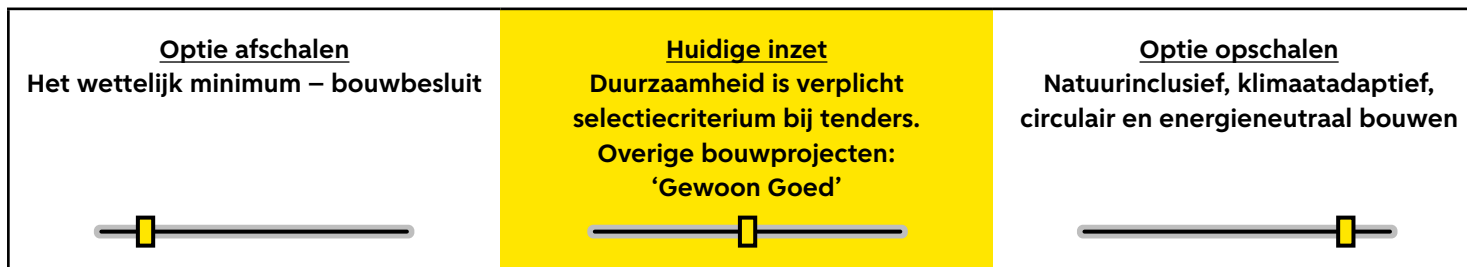 Optie afschalen
Het wettelijk minimum – bouwbesluit
Huidige inzet
Duurzaamheid is verplicht
selectiecriterium bij tenders.
Overige bouwprojecten:
‘Gewoon Goed’
Optie opschalen
Natuurinclusief, klimaatadaptief,
circulair en energieneutraal bouwen